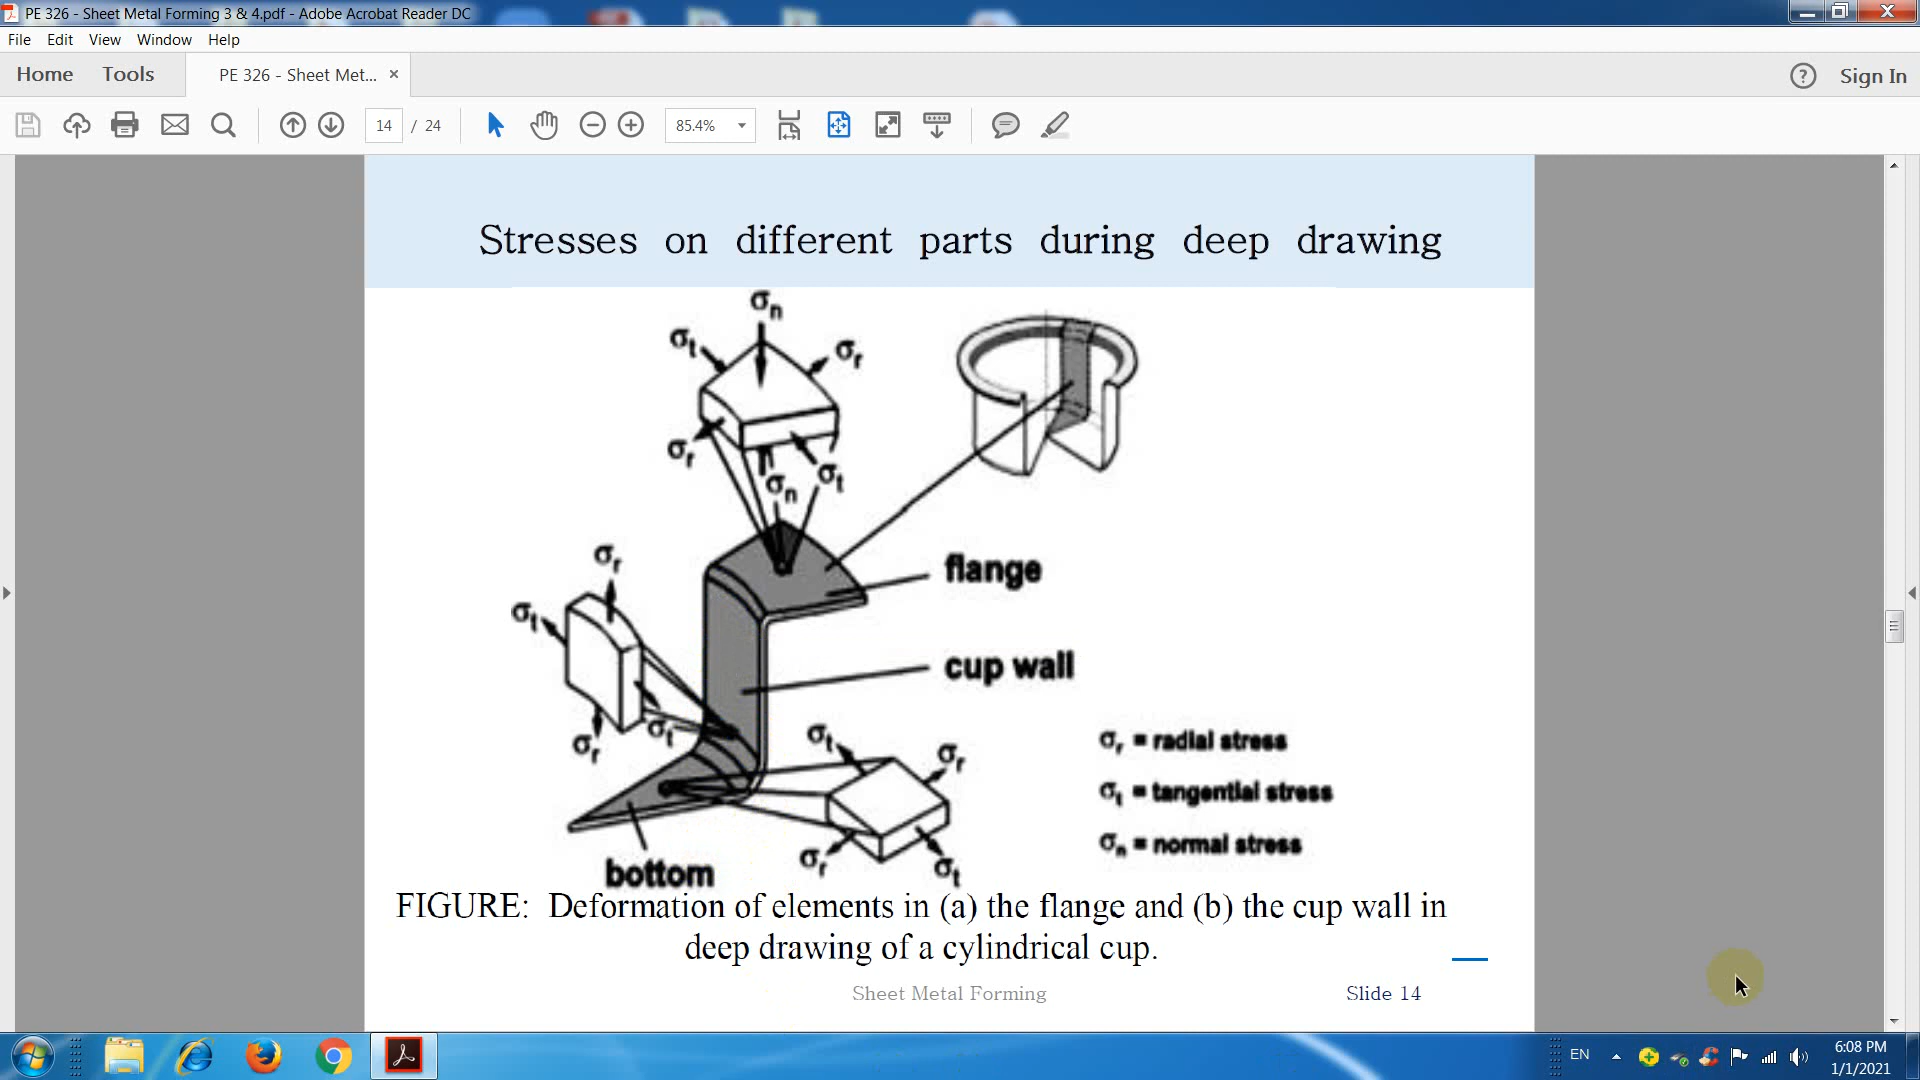 PE 326 - Sheet Metal Forming 3 & 4.pdf - Adobe Acrobat Reader DC
File Edit View Window Help
Home Tools PE 326 - Sheet Met... × ? Sign In
14 / 24 85.4%
Stresses on different parts during deep drawing
σn
σt
σr
σr
σn
σt
flange
σr
σt
cup wall
σt
σr
σt
σr
σr = radial stress
σt = tangential stress
σn = normal stress
σr
σt
bottom
FIGURE: Deformation of elements in (a) the flange and (b) the cup wall in
deep drawing of a cylindrical cup.
Sheet Metal Forming Slide 14
EN 6:08 PM
1/1/2021